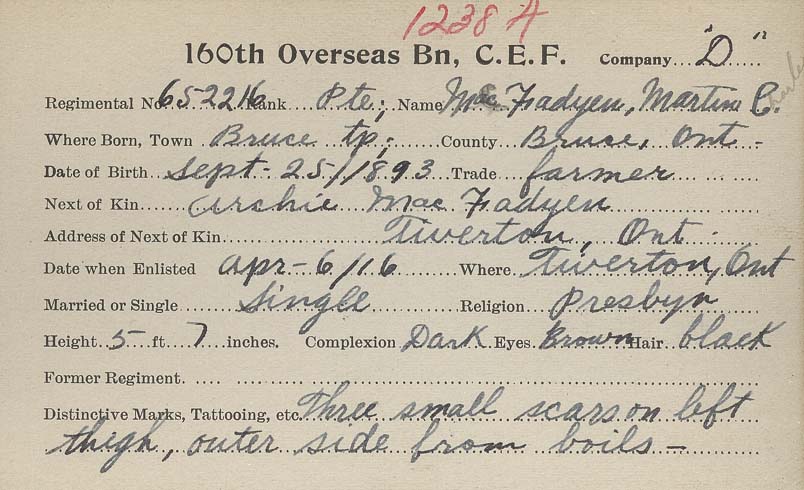 1238 A
160th Overseas Bn, C.E.F. Company "D"
Regimental No. 652216 Rank Pte; Name Mac Fadyen, Martin C.
Where Born, Town Bruce tp; County Bruce, Ont -
Date of Birth Sept - 25/1893 Trade farmer
Next of Kin Archie Mac Fadyen
Address of Next of Kin Tiverton, Ont -
Date when Enlisted Apr - 6/16 Where Tiverton, Ont
Married or Single Single Religion Presbyn
Height 5 ft 7 inches. Complexion Dark Eyes Brown Hair black
Former Regiment
Distinctive Marks, Tattooing, etc. Three small scars on left
thigh, outer side from boils -